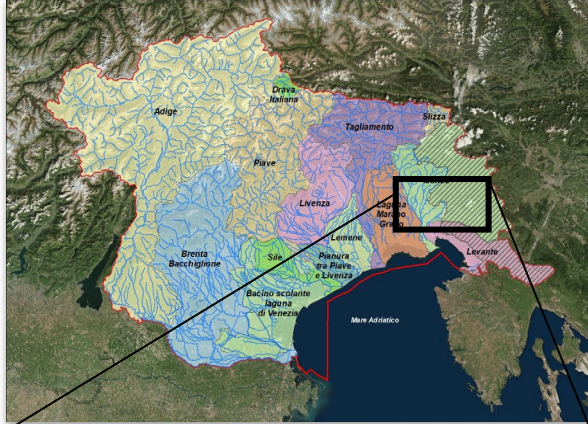 Drava
Italiana
Adige
Slizza
Tagliamento
Piave
Livenza
Laguna
Marano
Grado
Lemene
Levante
Brenta
Bacchiglione
Sile
Pianura
tra Piave
e Livenza
Bacino scolante
laguna
di Venezia
Mare Adriatico